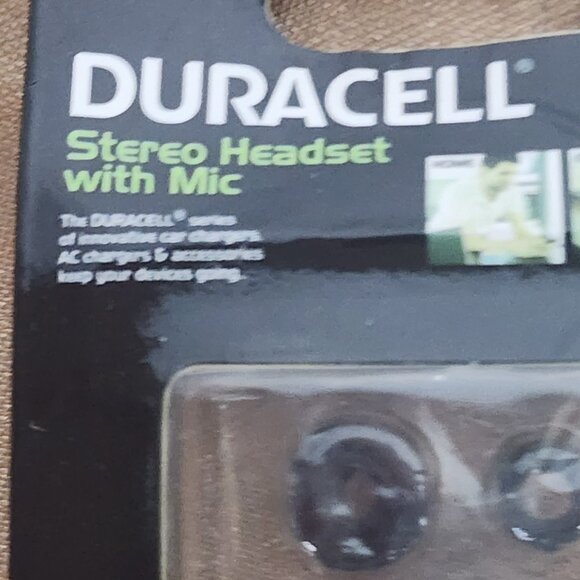 DURACELL®
Stereo Headset
with Mic
The DURACELL® series
of innovative car chargers,
AC chargers & accessories
keep your devices going...
HOME